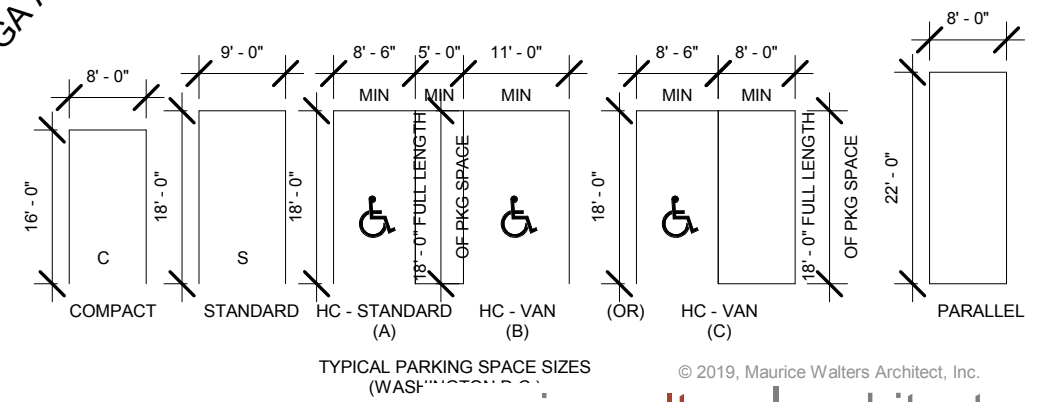 GA
8' - 0"
16' - 0"
C
COMPACT
9' - 0"
18' - 0"
S
STANDARD
8' - 6" 5' - 0" 11' - 0"
MIN MIN MIN
18' - 0"
18' - 0" FULL LENGTH
OF PKG SPACE
HC - STANDARD
(A)
HC - VAN
(B)
(OR)
8' - 6" 8' - 0"
MIN MIN
18' - 0"
18' - 0" FULL LENGTH
OF PKG SPACE
HC - VAN
(C)
8' - 0"
22' - 0"
PARALLEL
TYPICAL PARKING SPACE SIZES
(WASHINGTON D.C.)
© 2019, Maurice Walters Architect, Inc.